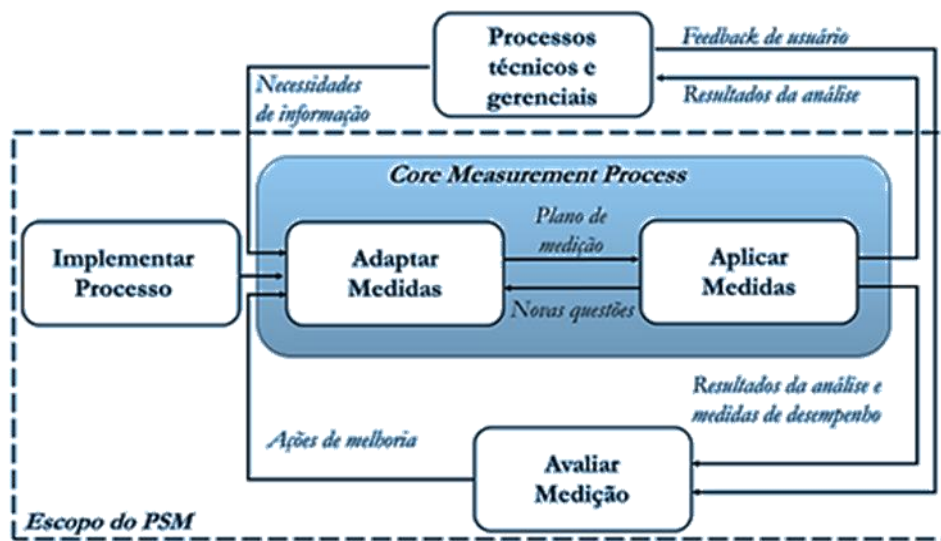 Processos
técnicos e
gerenciais
Feedback de usuário
Resultados da análise
Necessidades
de informação
Core Measurement Process
Implementar
Processo
Adaptar
Medidas
Plano de
medição
Novas questões
Aplicar
Medidas
Resultados da análise e
medidas de desempenho
Ações de melhoria
Avaliar
Medição
Escopo do PSM